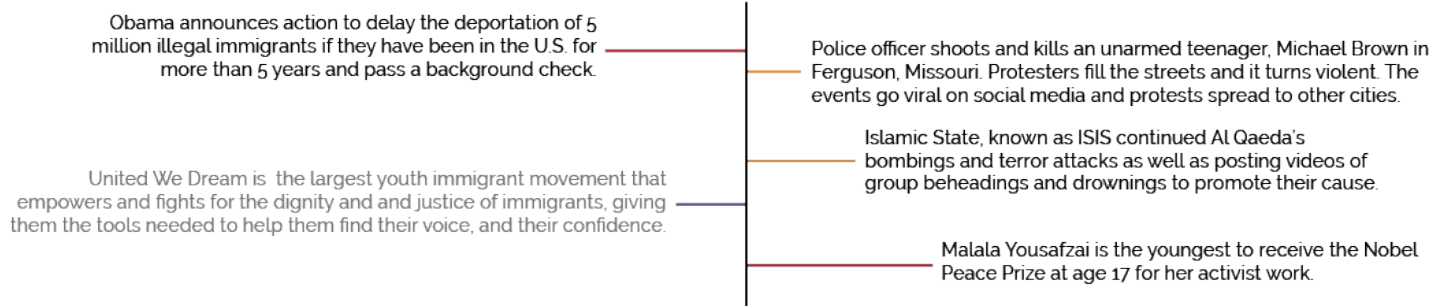 Obama announces action to delay the deportation of 5
million illegal immigrants if they have been in the U.S. for
more than 5 years and pass a background check.
Police officer shoots and kills an unarmed teenager, Michael Brown in
Ferguson, Missouri. Protesters fill the streets and it turns violent. The
events go viral on social media and protests spread to other cities.
Islamic State, known as ISIS continued Al Qaeda's
bombings and terror attacks as well as posting videos of
group beheadings and drownings to promote their cause.
United We Dream is the largest youth immigrant movement that
empowers and fights for the dignity and and justice of immigrants, giving
them the tools needed to help them find their voice, and their confidence.
Malala Yousafzai is the youngest to receive the Nobel
Peace Prize at age 17 for her activist work.